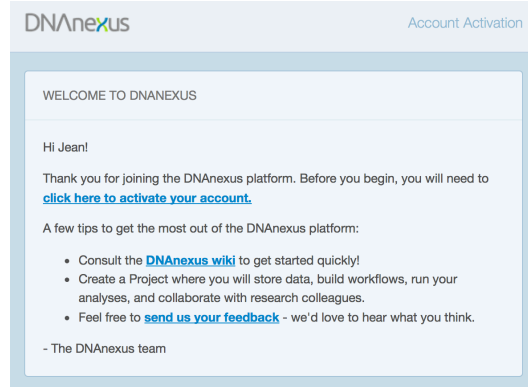 DNAnexus
Account Activation
WELCOME TO DNANEXUS
Hi Jean!
Thank you for joining the DNAnexus platform. Before you begin, you will need to
click here to activate your account.
A few tips to get the most out of the DNAnexus platform:
• Consult the DNAnexus wiki to get started quickly!
• Create a Project where you will store data, build workflows, run your
analyses, and collaborate with research colleagues.
• Feel free to send us your feedback - we'd love to hear what you think.
- The DNAnexus team